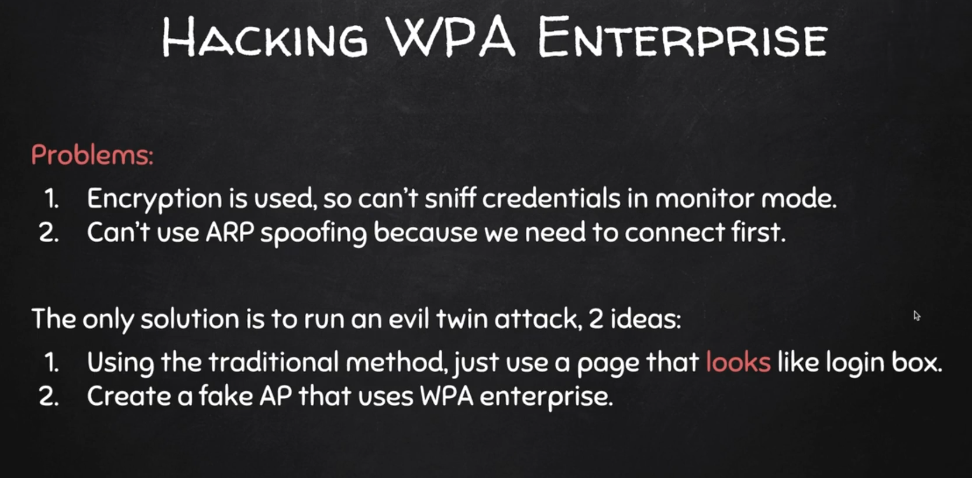 Hacking WPA Enterprise
Problems:
1. Encryption is used, so can't sniff credentials in monitor mode.
2. Can't use ARP spoofing because we need to connect first.
The only solution is to run an evil twin attack, 2 ideas:
1. Using the traditional method, just use a page that looks like login box.
2. Create a fake AP that uses WPA enterprise.